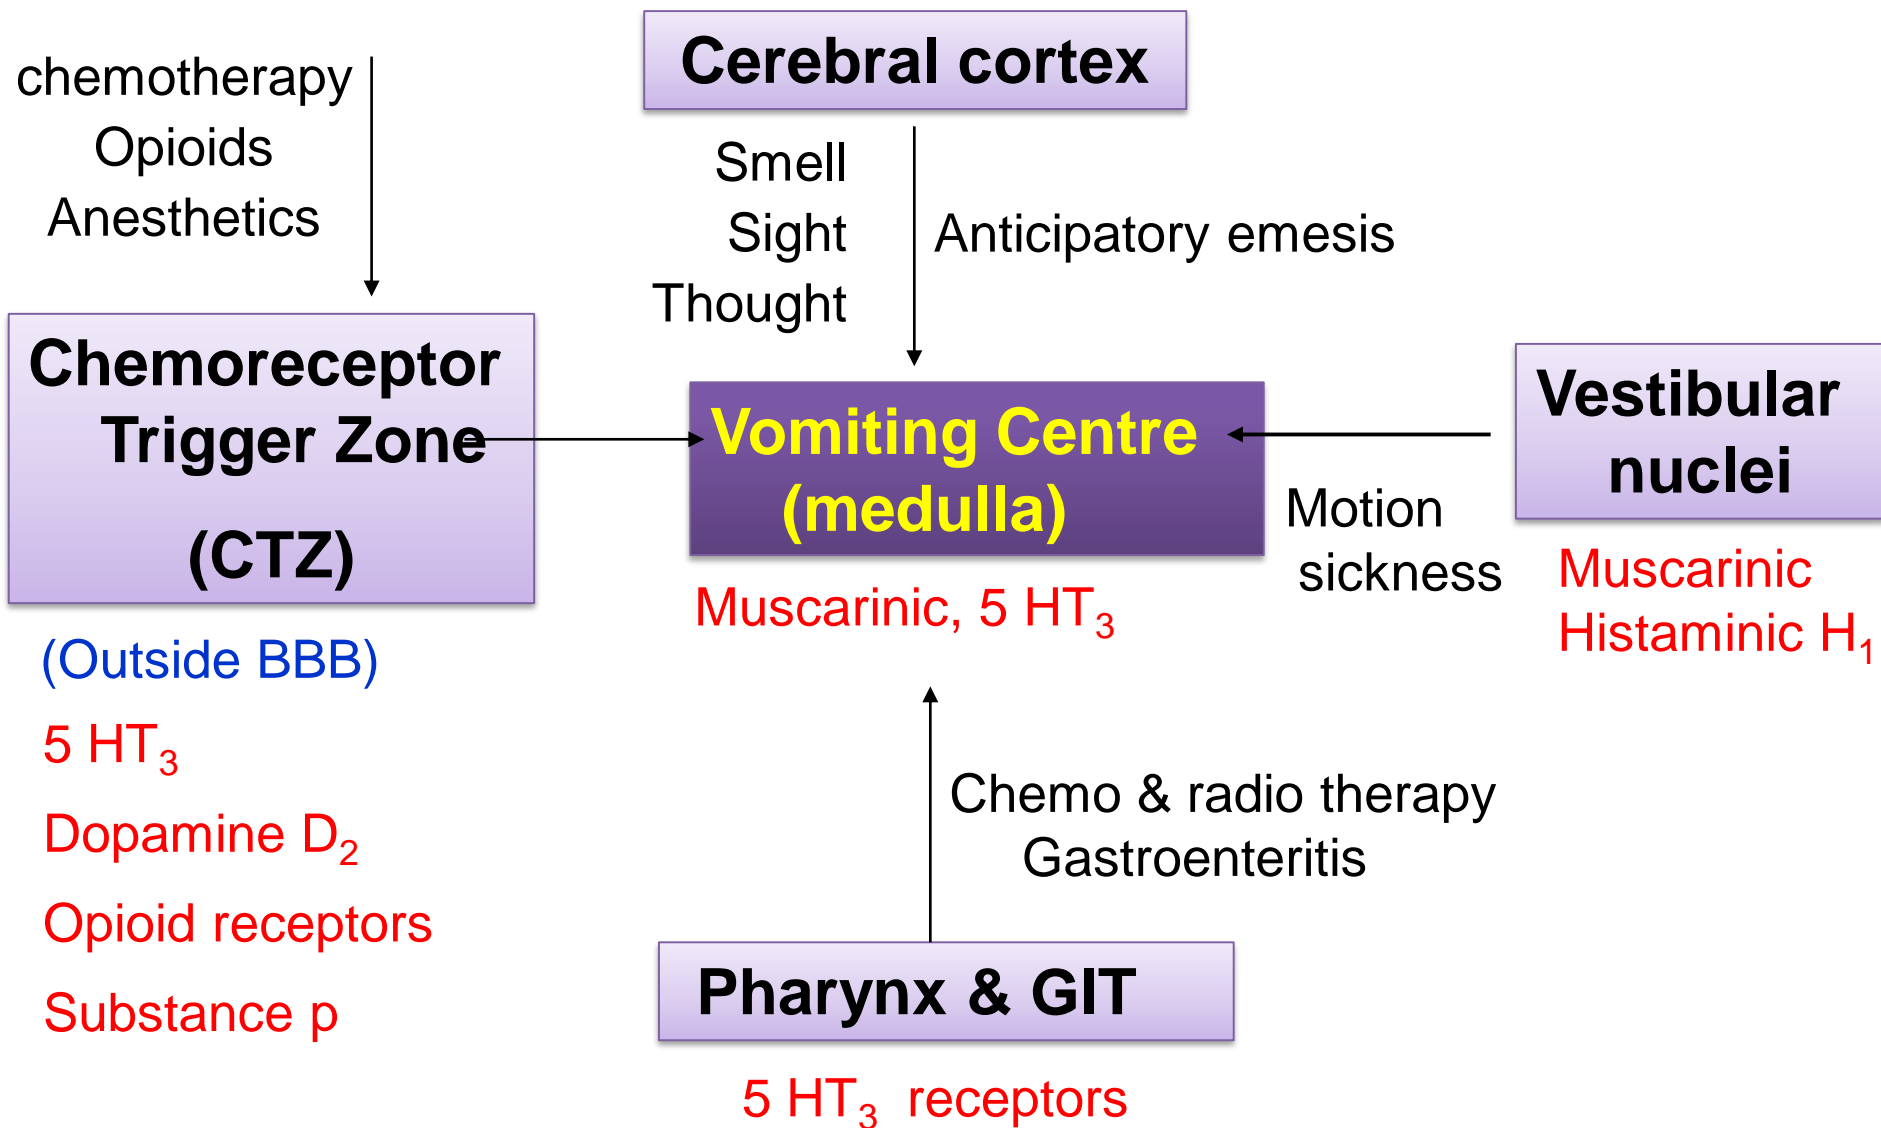 chemotherapy
Opioids
Anesthetics
Cerebral cortex
Smell
Sight
Thought
Anticipatory emesis
Chemoreceptor
Trigger Zone
(CTZ)
(Outside BBB)
5 HT₃
Dopamine D₂
Opioid receptors
Substance p
Vomiting Centre
(medulla)
Muscarinic, 5 HT₃
Motion
sickness
Vestibular
nuclei
Muscarinic
Histaminic H₁
Chemo & radio therapy
Gastroenteritis
Pharynx & GIT
5 HT₃ receptors